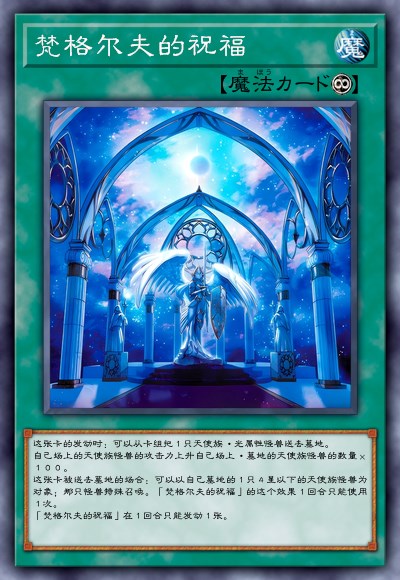 梵格尔夫的祝福
魔
【魔法カード】
まほう
这张卡的发动时：可以从卡组把１只天使族・光属性怪兽送去墓地。
自己场上的天使族怪兽的攻击力上升自己场上・墓地的天使族怪兽的数量×
１００。
这张卡被送去墓地的场合：可以以自己墓地的１只４星以下的天使族怪兽为
对象；那只怪兽特殊召唤。「梵格尔夫的祝福」的这个效果１回合只能使用
１次。
「梵格尔夫的祝福」在１回合只能发动１张。